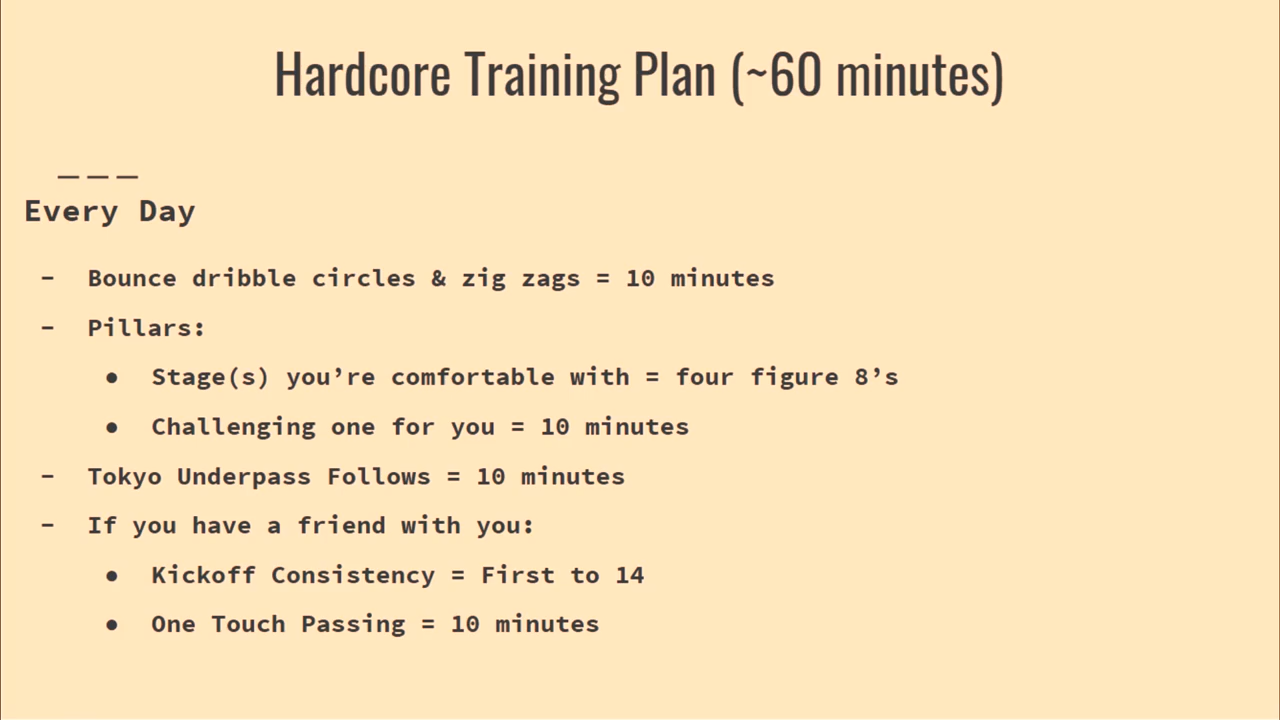 Hardcore Training Plan (~60 minutes)
———
Every Day
- Bounce dribble circles & zig zags = 10 minutes
- Pillars:
● Stage(s) you’re comfortable with = four figure 8’s
● Challenging one for you = 10 minutes
- Tokyo Underpass Follows = 10 minutes
- If you have a friend with you:
● Kickoff Consistency = First to 14
● One Touch Passing = 10 minutes